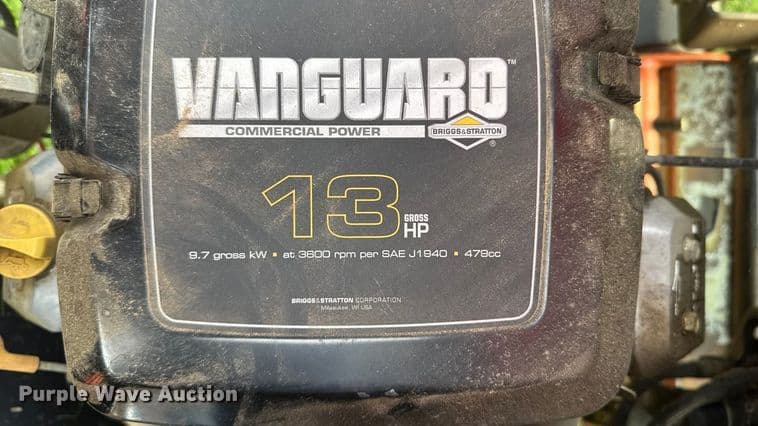 VANGUARD™
COMMERCIAL POWER
BRIGGS&STRATTON®
13 GROSS HP
9.7 gross kW ▪ at 3600 rpm per SAE J1940 ▪ 479cc
BRIGGS&STRATTON CORPORATION
Milwaukee, WI USA
Purple Wave Auction